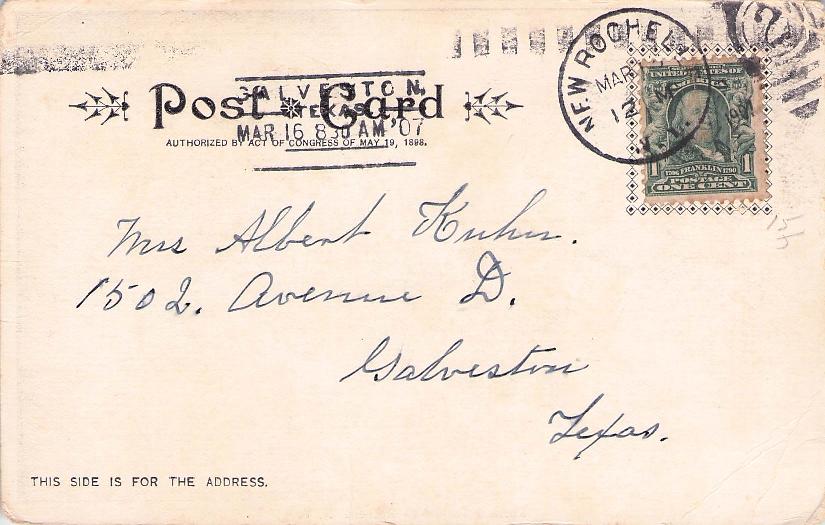 GALVESTON,
TEXAS
MAR 16 8 30 AM '07
Post Card
AUTHORIZED BY ACT OF CONGRESS OF MAY 19, 1898.
NEW ROCHELLE
MAR
12 M
N.Y.
UNITED STATES OF
AMERICA
1706 FRANKLIN 1790
POSTAGE
1 ONE CENT 1
Mrs Albert Kuhn.
1502. Avenue D.
Galveston
Texas.
THIS SIDE IS FOR THE ADDRESS.